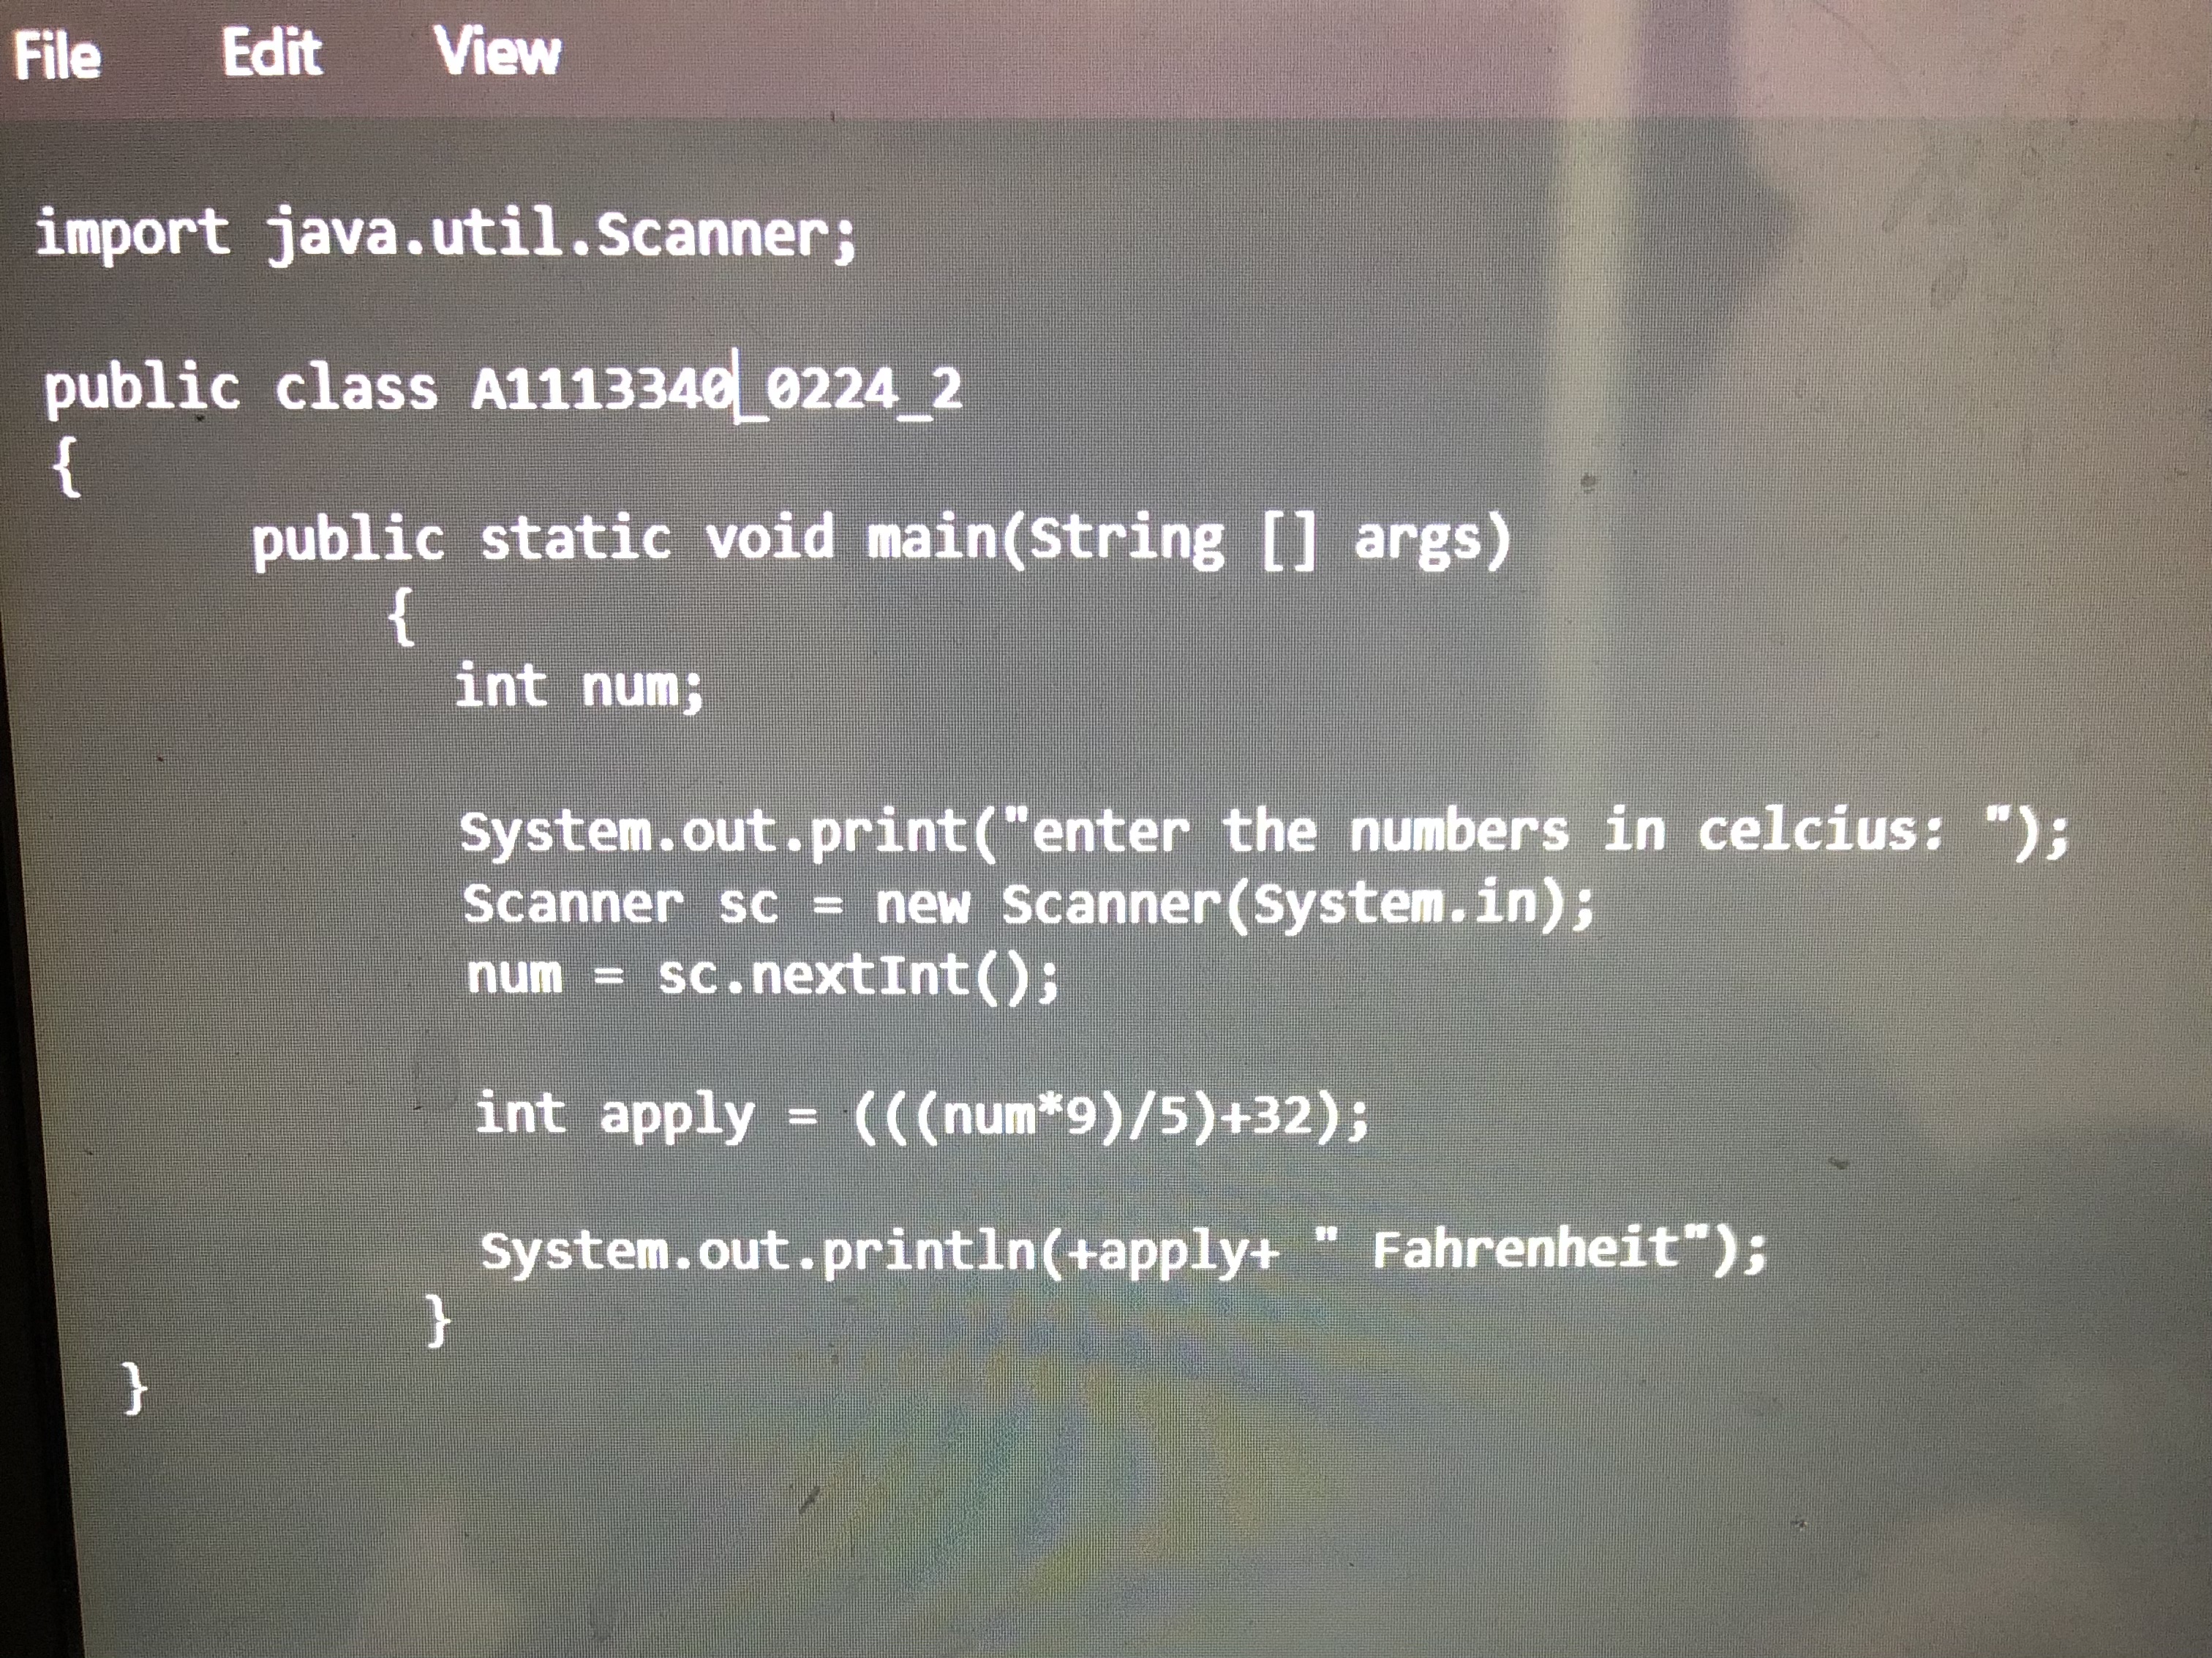 File Edit View
import java.util.Scanner;
public class A1113340_0224_2
{
public static void main(String [] args)
{
int num;
System.out.print("enter the numbers in celcius: ");
Scanner sc = new Scanner(System.in);
num = sc.nextInt();
int apply = (((num*9)/5)+32);
System.out.println(+apply+ " Fahrenheit");
}
}